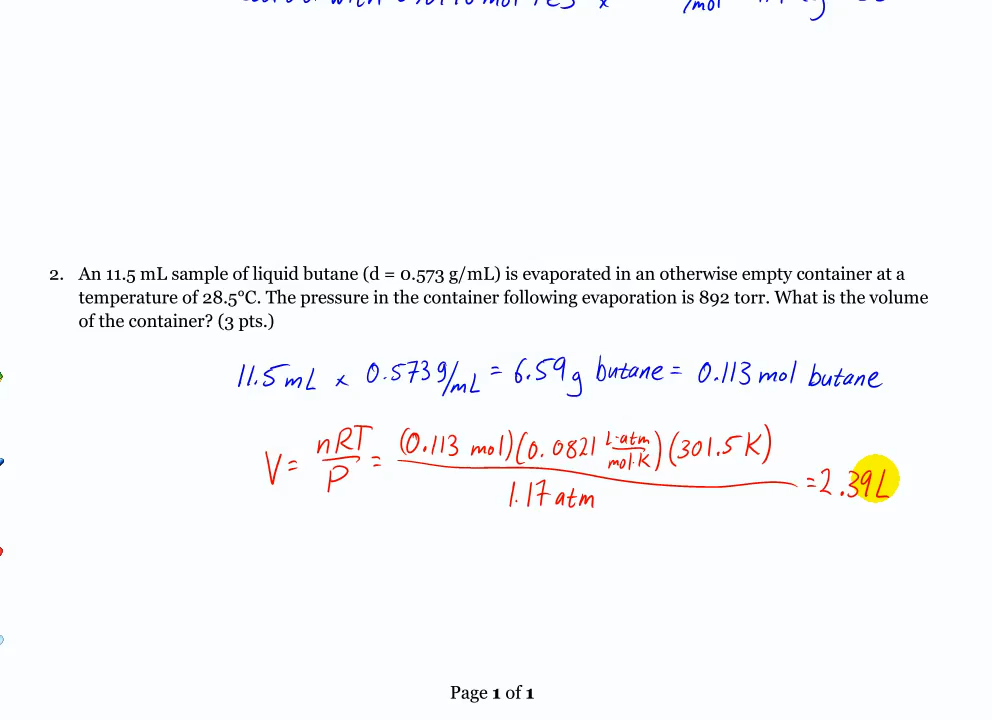 mol
2. An 11.5 mL sample of liquid butane (d = 0.573 g/mL) is evaporated in an otherwise empty container at a
temperature of 28.5°C. The pressure in the container following evaporation is 892 torr. What is the volume
of the container? (3 pts.)
11.5 mL x 0.573 g/mL = 6.59 g butane = 0.113 mol butane
V = nRT/P = (0.113 mol)(0.0821 L·atm/mol·K)(301.5 K)/1.17 atm = 2.39 L
Page 1 of 1